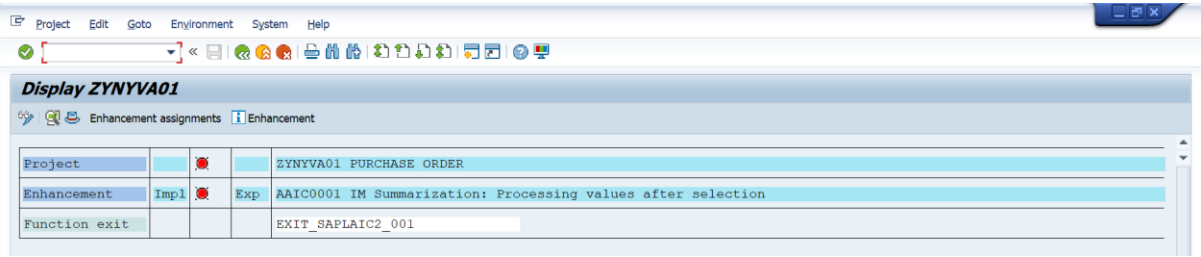 Project Edit Goto Environment System Help
Display ZYNYVA01
Enhancement assignments Enhancement
Project ZYNYVA01 PURCHASE ORDER
Enhancement Impl Exp AAIC0001 IM Summarization: Processing values after selection
Function exit EXIT_SAPLAIC2_001